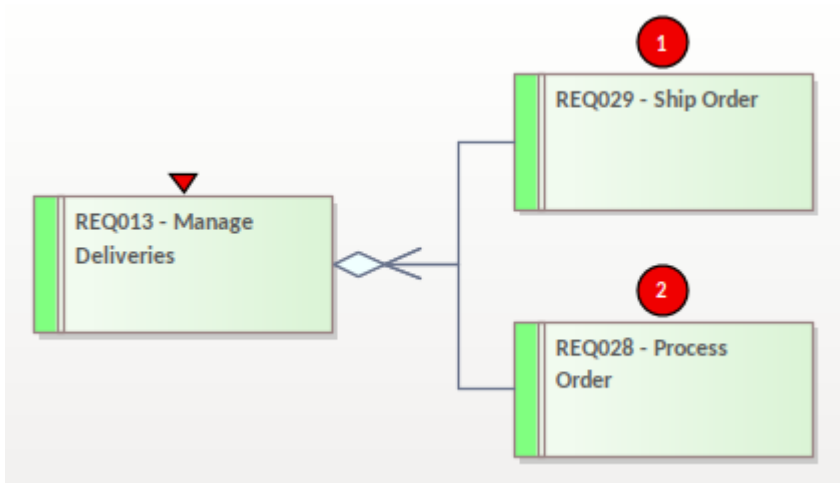 1
REQ029 - Ship Order
REQ013 - Manage
Deliveries
2
REQ028 - Process
Order